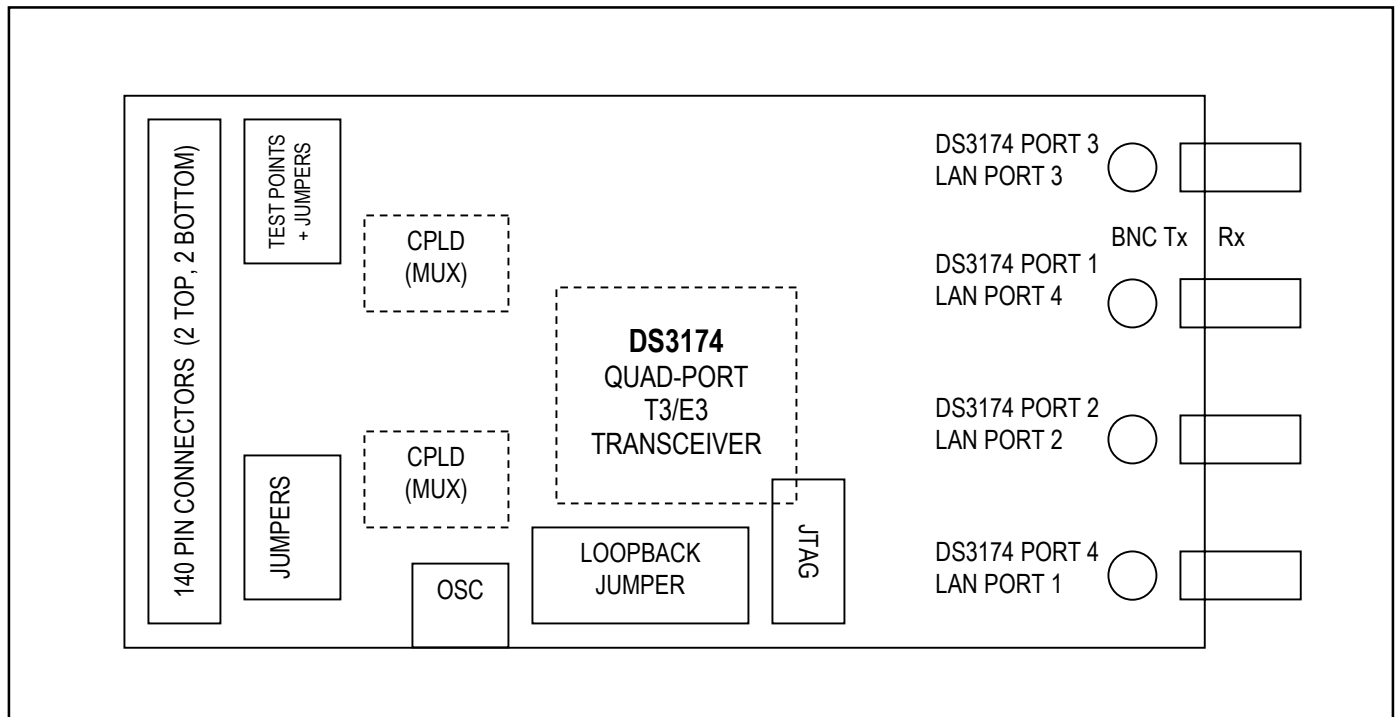 140 PIN CONNECTORS (2 TOP, 2 BOTTOM)
TEST POINTS
+ JUMPERS
CPLD
(MUX)
DS3174
QUAD-PORT
T3/E3
TRANSCEIVER
CPLD
(MUX)
JUMPERS
OSC
LOOPBACK
JUMPER
JTAG
DS3174 PORT 3
LAN PORT 3
BNC Tx Rx
DS3174 PORT 1
LAN PORT 4
DS3174 PORT 2
LAN PORT 2
DS3174 PORT 4
LAN PORT 1